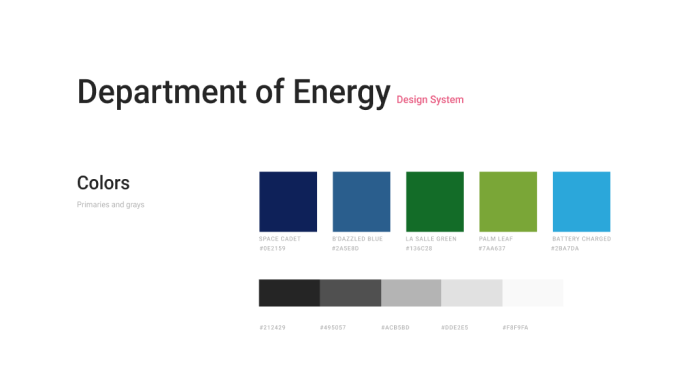 Department of Energy Design System
Colors
Primaries and grays
SPACE CADET
#0E2159
B'DAZZLED BLUE
#2A5E8D
LA SALLE GREEN
#136C28
PALM LEAF
#7AA637
BATTERY CHARGED
#2BA7DA
#212429 #495057 #ACB5BD #DDE2E5 #F8F9FA